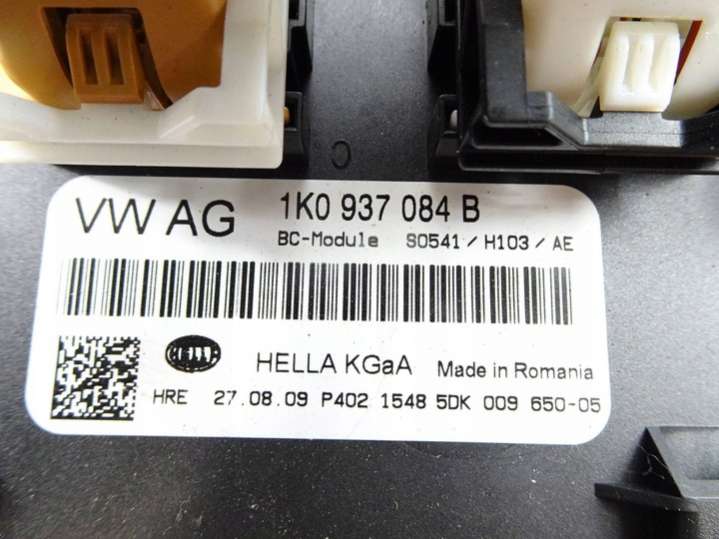 VW AG 1K0 937 084 B
BC-Module S0541 / H103 / AE
HELLA
HELLA KGaA Made in Romania
HRE 27.08.09 P402 1548 5DK 009 650-05